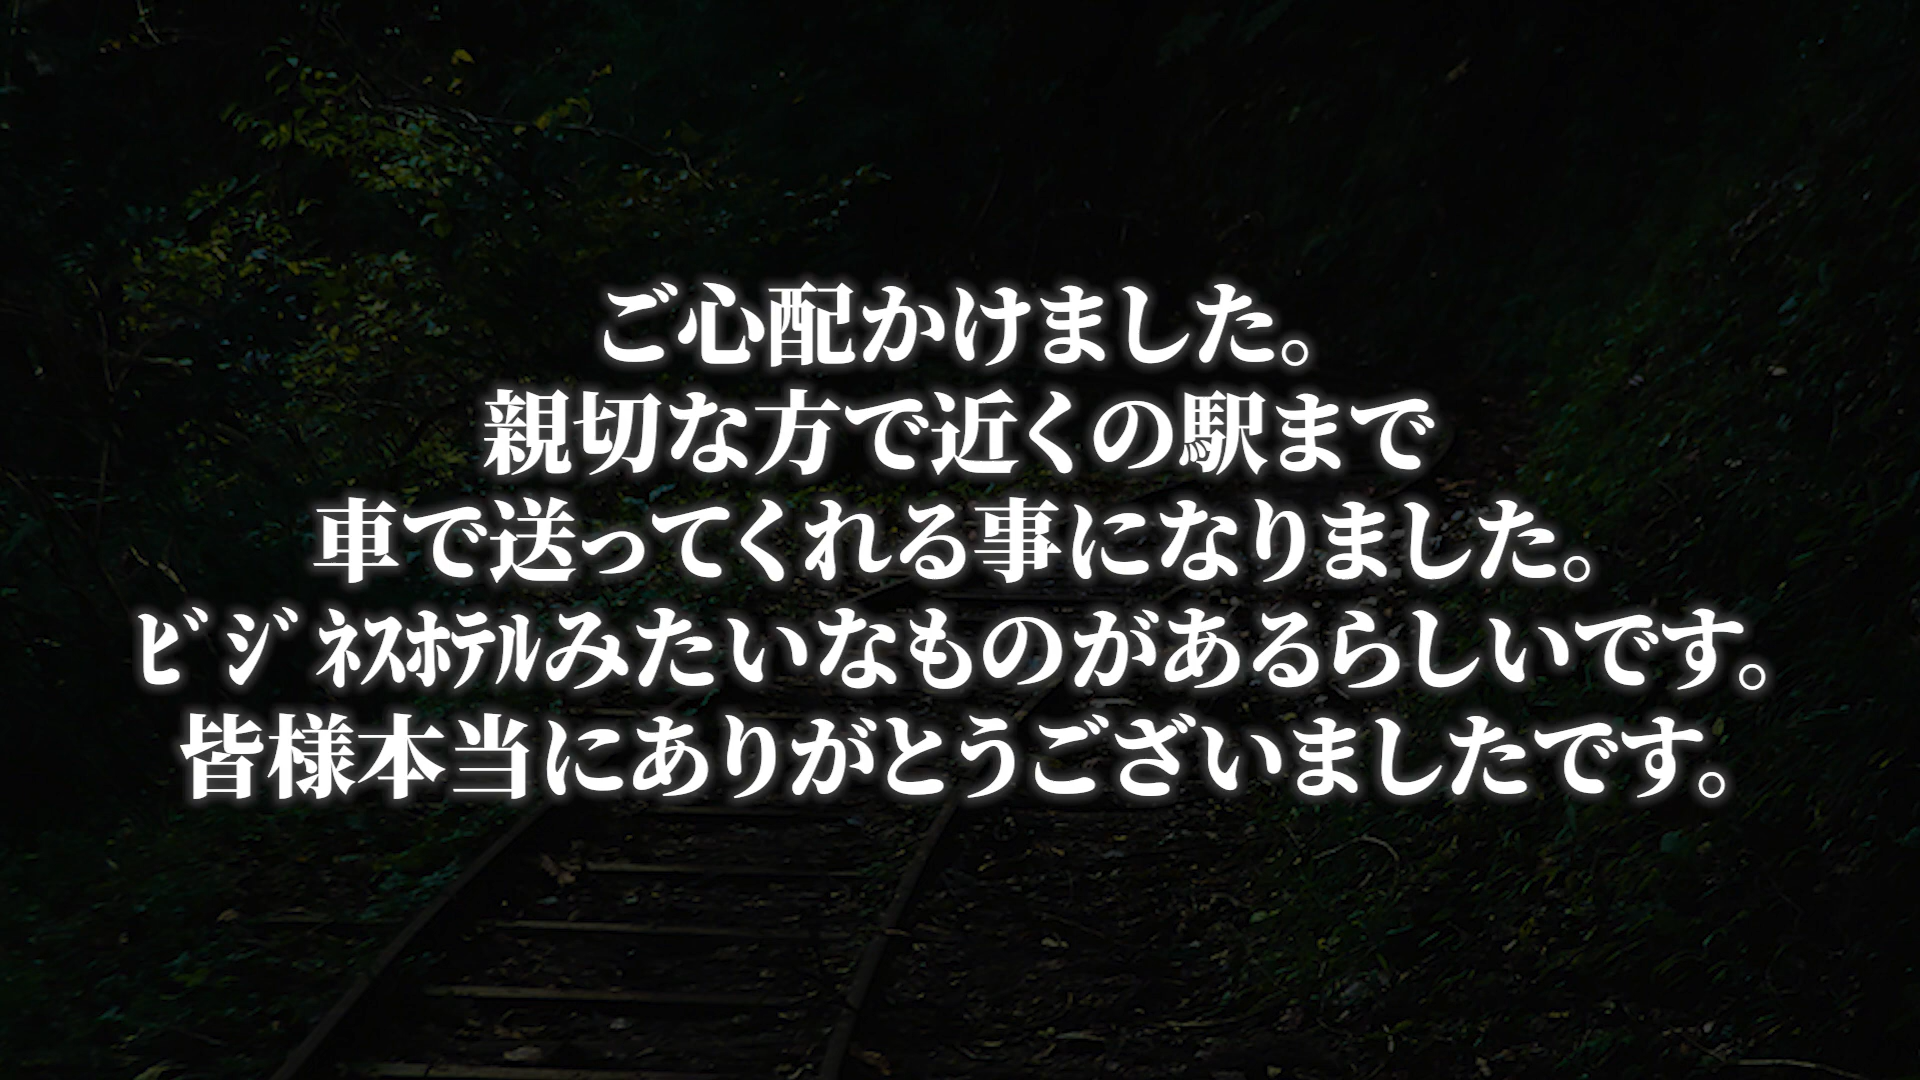 ご心配かけました。
親切な方で近くの駅まで
車で送ってくれる事になりました。
ﾋﾞｼﾞﾈｽﾎﾃﾙみたいなものがあるらしいです。
皆様本当にありがとうございましたです。